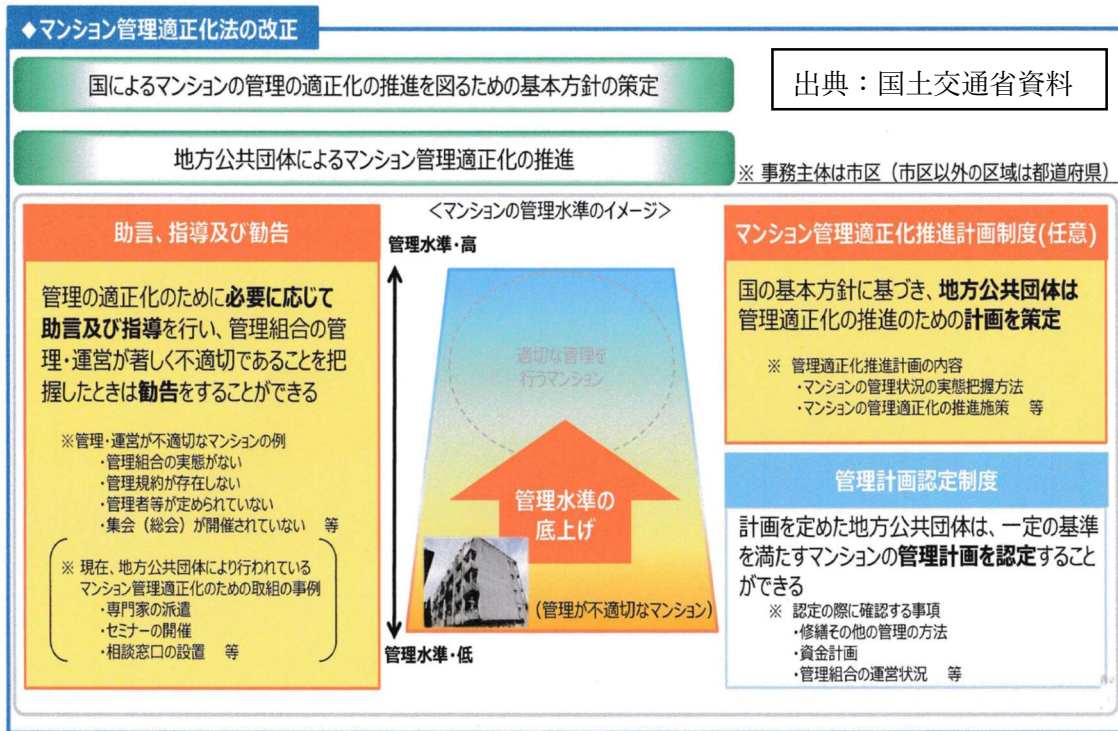 ◆マンション管理適正化法の改正
国によるマンションの管理の適正化の推進を図るための基本方針の策定
出典：国土交通省資料
地方公共団体によるマンション管理適正化の推進
※ 事務主体は市区（市区以外の区域は都道府県）
助言、指導及び勧告
管理の適正化のために必要に応じて
助言及び指導を行い、管理組合の管
理・運営が著しく不適切であることを把
握したときは勧告をすることができる
※管理・運営が不適切なマンションの例
・管理組合の実態がない
・管理規約が存在しない
・管理者等が定められていない
・集会（総会）が開催されていない 等
※ 現在、地方公共団体により行われている
マンション管理適正化のための取組の事例
・専門家の派遣
・セミナーの開催
・相談窓口の設置 等
＜マンションの管理水準のイメージ＞
管理水準・高
適切な管理を
行うマンション
管理水準の
底上げ
（管理が不適切なマンション）
管理水準・低
マンション管理適正化推進計画制度(任意)
国の基本方針に基づき、地方公共団体は
管理適正化の推進のための計画を策定
※ 管理適正化推進計画の内容
・マンションの管理状況の実態把握方法
・マンションの管理適正化の推進施策 等
管理計画認定制度
計画を定めた地方公共団体は、一定の基準
を満たすマンションの管理計画を認定すること
ができる
※ 認定の際に確認する事項
・修繕その他の管理の方法
・資金計画
・管理組合の運営状況 等